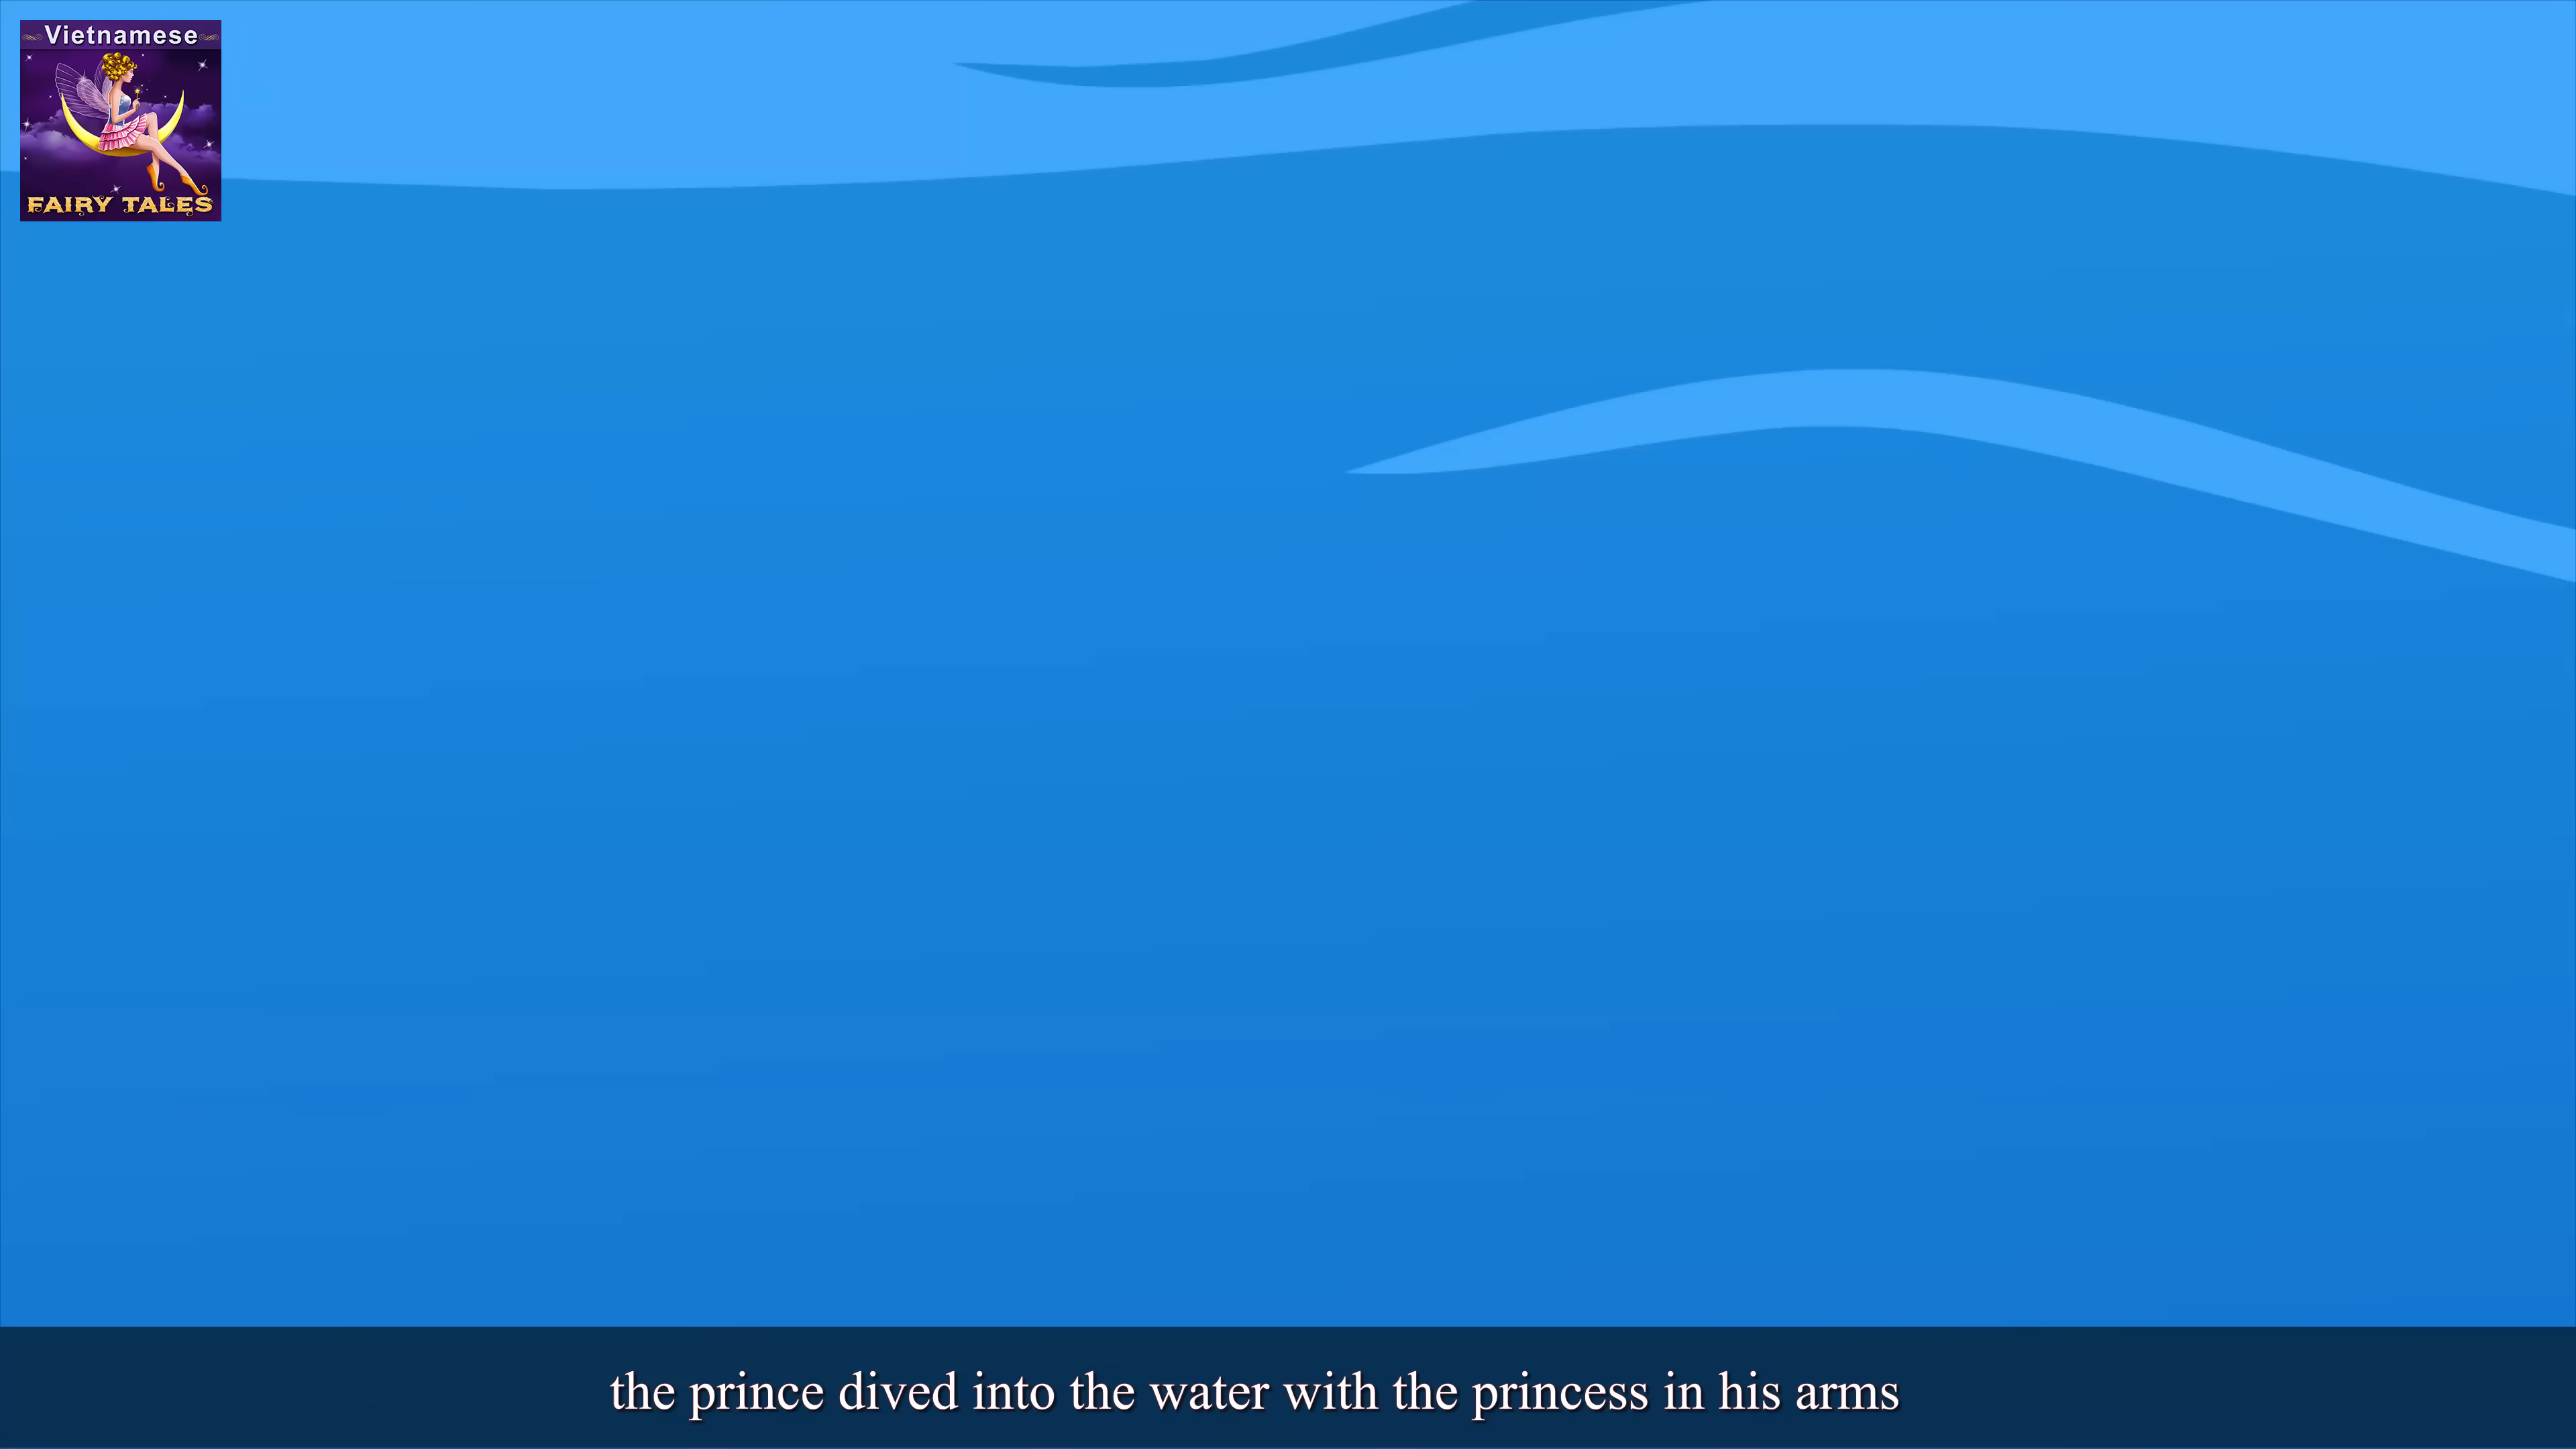 Vietnamese
FAIRY TALES
the prince dived into the water with the princess in his arms